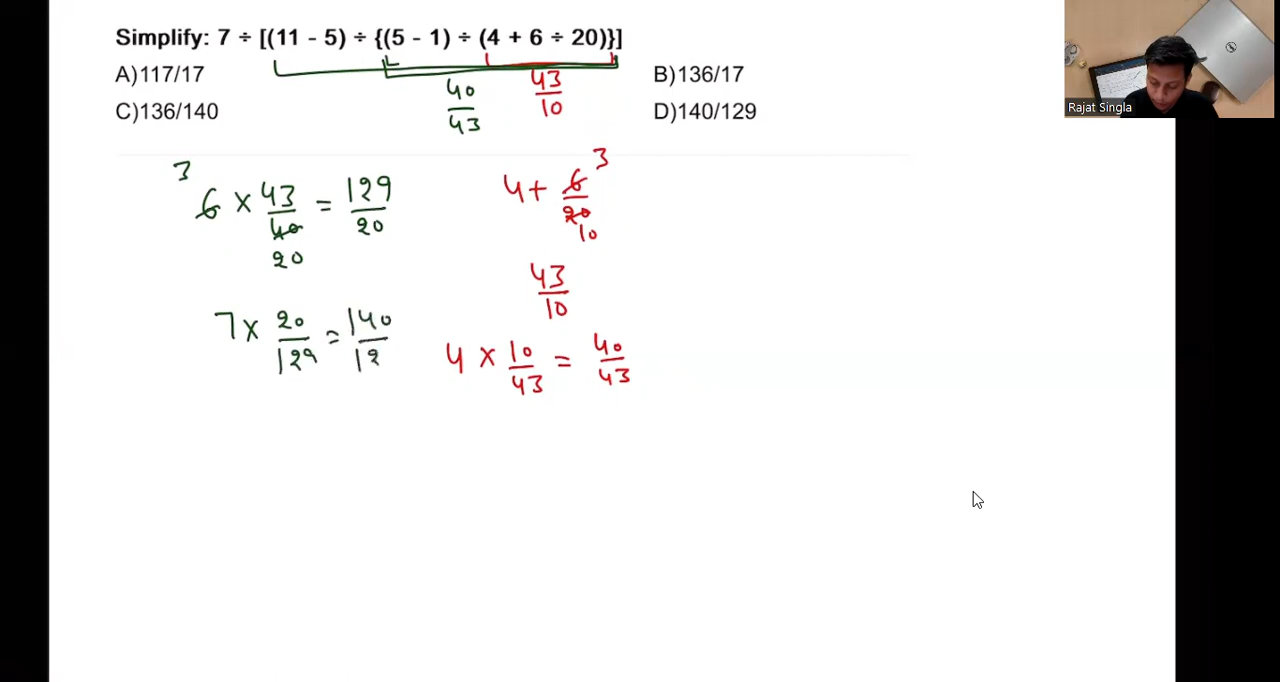 Simplify: 7 ÷ [(11 - 5) ÷ {(5 - 1) ÷ (4 + 6 ÷ 20)}]
A)117/17
B)136/17
C)136/140
D)140/129
40/43
43/10
Rajat Singla
3
6 × 43/40 = 129/20
20
7 × 20/129 = 140/12
3
4 + 6/20
10
43/10
4 × 10/43 = 40/43